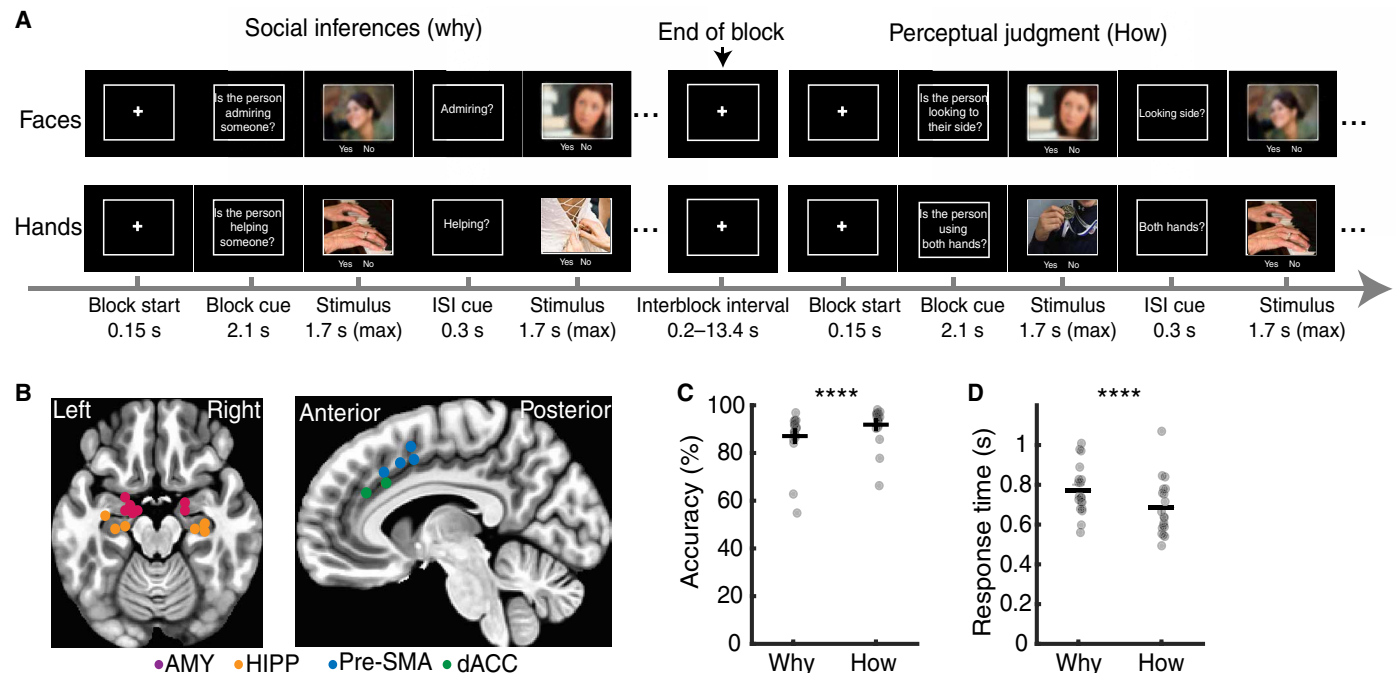 A
Social inferences (why)
End of block
Perceptual judgment (How)
Faces
Is the person
admiring
someone?
Yes No
Admiring?
Yes No
...
Is the person
looking to
their side?
Yes No
Looking side?
Yes No
...
Hands
Is the person
helping
someone?
Yes No
Helping?
Yes No
...
Is the person
using
both hands?
Yes No
Both hands?
Yes No
...
Block start
0.15 s
Block cue
2.1 s
Stimulus
1.7 s (max)
ISI cue
0.3 s
Stimulus
1.7 s (max)
Interblock interval
0.2–13.4 s
Block start
0.15 s
Block cue
2.1 s
Stimulus
1.7 s (max)
ISI cue
0.3 s
Stimulus
1.7 s (max)
B
Left
Right
Anterior
Posterior
AMY
HIPP
Pre-SMA
dACC
C
****
Accuracy (%)
100
80
60
40
20
0
Why
How
D
****
Response time (s)
1
0.8
0.6
0.4
0.2
0
Why
How